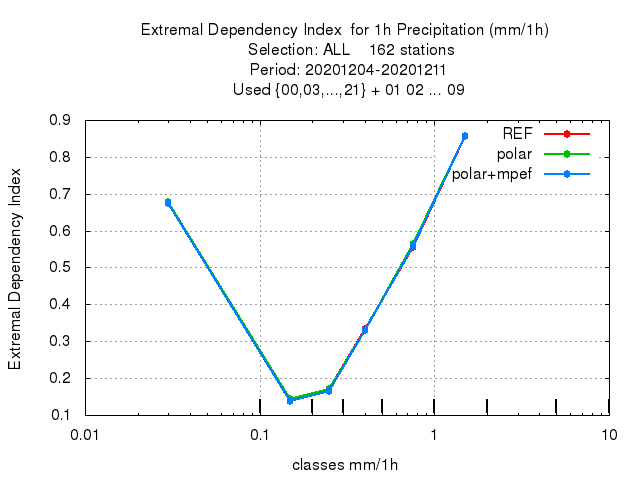 Extremal Dependency Index for 1h Precipitation (mm/1h)
Selection: ALL 162 stations
Period: 20201204-20201211
Used {00,03,...,21} + 01 02 ... 09
REF
polar
polar+mpef
Extremal Dependency Index
0.9
0.8
0.7
0.6
0.5
0.4
0.3
0.2
0.1
0.01 0.1 1 10
classes mm/1h